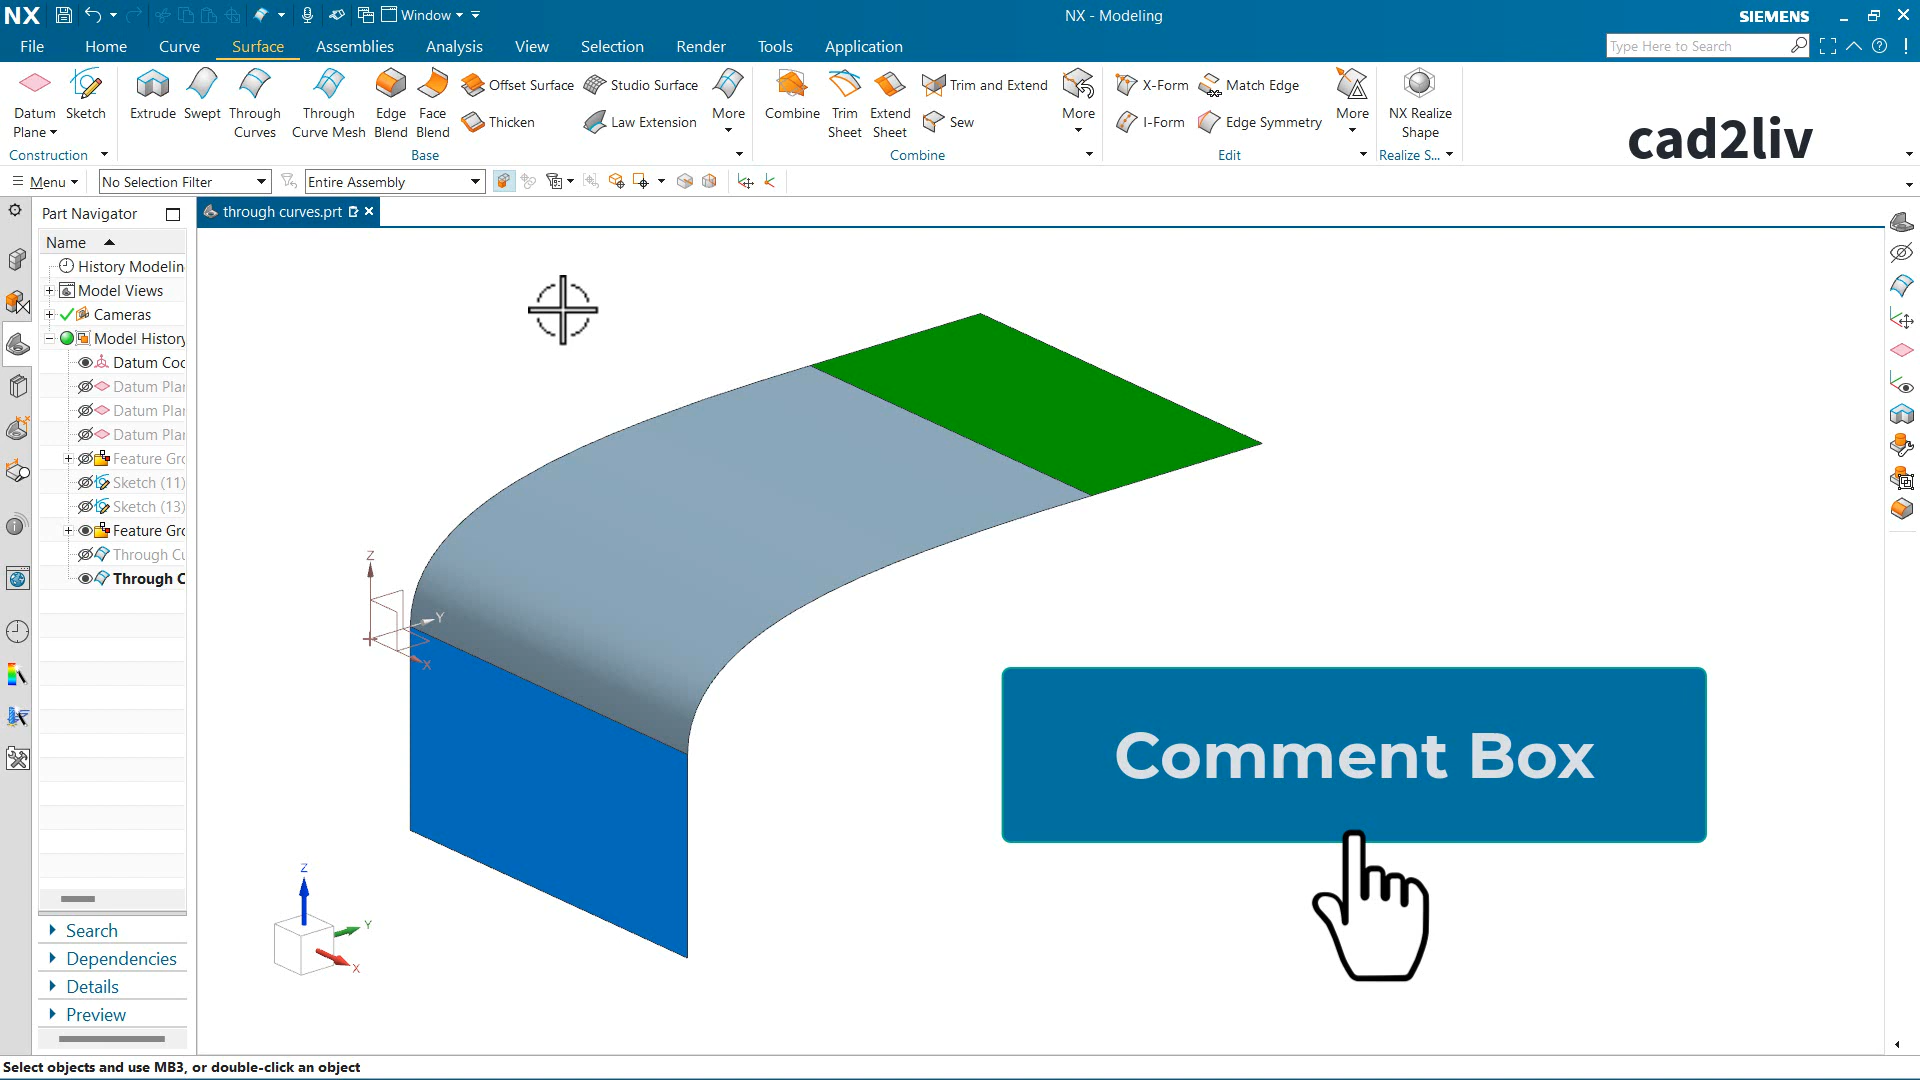 NX Window NX - Modeling SIEMENS
File Home Curve Surface Assemblies Analysis View Selection Render Tools Application Type Here to Search
Datum Plane Sketch Extrude Swept Through Curves Through Curve Mesh Edge Blend Face Blend Offset Surface Studio Surface More Combine Trim Sheet Extend Sheet Trim and Extend More X-Form Match Edge More NX Realize Shape
Thicken Law Extension Sew I-Form Edge Symmetry
cad2liv
Construction Base Combine Edit Realize S...
Menu No Selection Filter Entire Assembly
Part Navigator through curves.prt
Name
History Modelin
Model Views
Cameras
Model History
Datum Coo
Datum Plan
Datum Plan
Datum Plan
Feature Gro
Sketch (11)
Sketch (13)
Feature Gro
Through Cu
Through C
Z
Y
X
Comment Box
Z
Y
X
Search
Dependencies
Details
Preview
Select objects and use MB3, or double-click an object